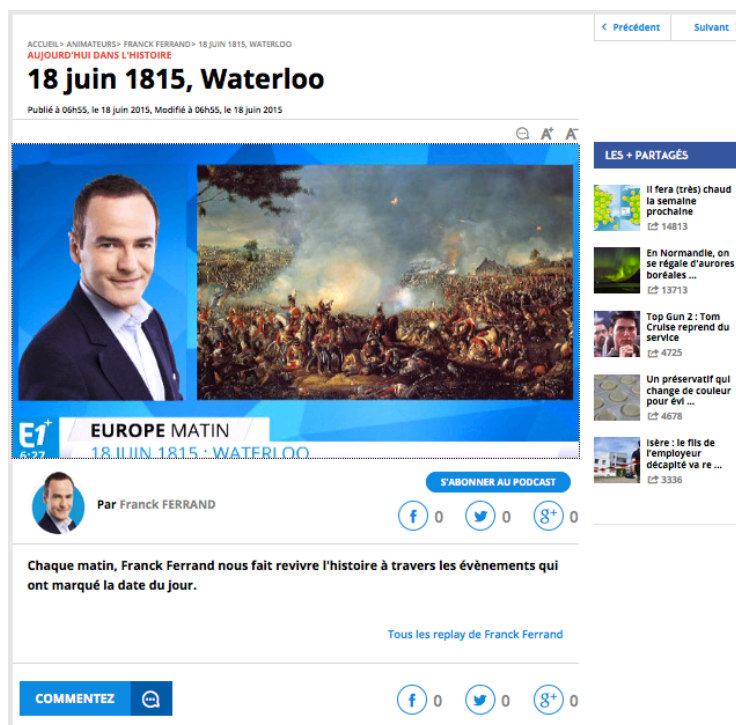 ACCUEIL> ANIMATEURS> FRANCK FERRAND> 18 JUIN 1815, WATERLOO
AUJOURD'HUI DANS L'HISTOIRE
18 juin 1815, Waterloo
Publié à 06h55, le 18 juin 2015, Modifié à 06h55, le 18 juin 2015
A+ A-
E1+
6:27
EUROPE MATIN
18 JUIN 1815 : WATERLOO
Par Franck FERRAND
S'ABONNER AU PODCAST
f 0 0 g+ 0
Chaque matin, Franck Ferrand nous fait revivre l'histoire à travers les évènements qui
ont marqué la date du jour.
Tous les replay de Franck Ferrand
COMMENTEZ
f 0 0 g+ 0
< Précédent Suivant
LES + PARTAGÉS
Il fera (très) chaud
la semaine
prochaine
14813
En Normandie, on
se régale d'aurores
boréales ...
13713
Top Gun 2 : Tom
Cruise reprend du
service
4725
Un préservatif qui
change de couleur
pour évi ...
4678
Isère : le fils de
l'employeur
décapité va re ...
3336